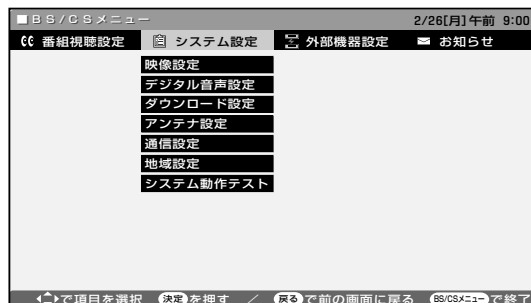 ■BS/CSメニュー 2/26[月]午前 9:00
番組視聴設定 システム設定 外部機器設定 お知らせ
映像設定
デジタル音声設定
ダウンロード設定
アンテナ設定
通信設定
地域設定
システム動作テスト
で項目を選択 決定を押す / 戻るで前の画面に戻る BS/CSメニューで終了